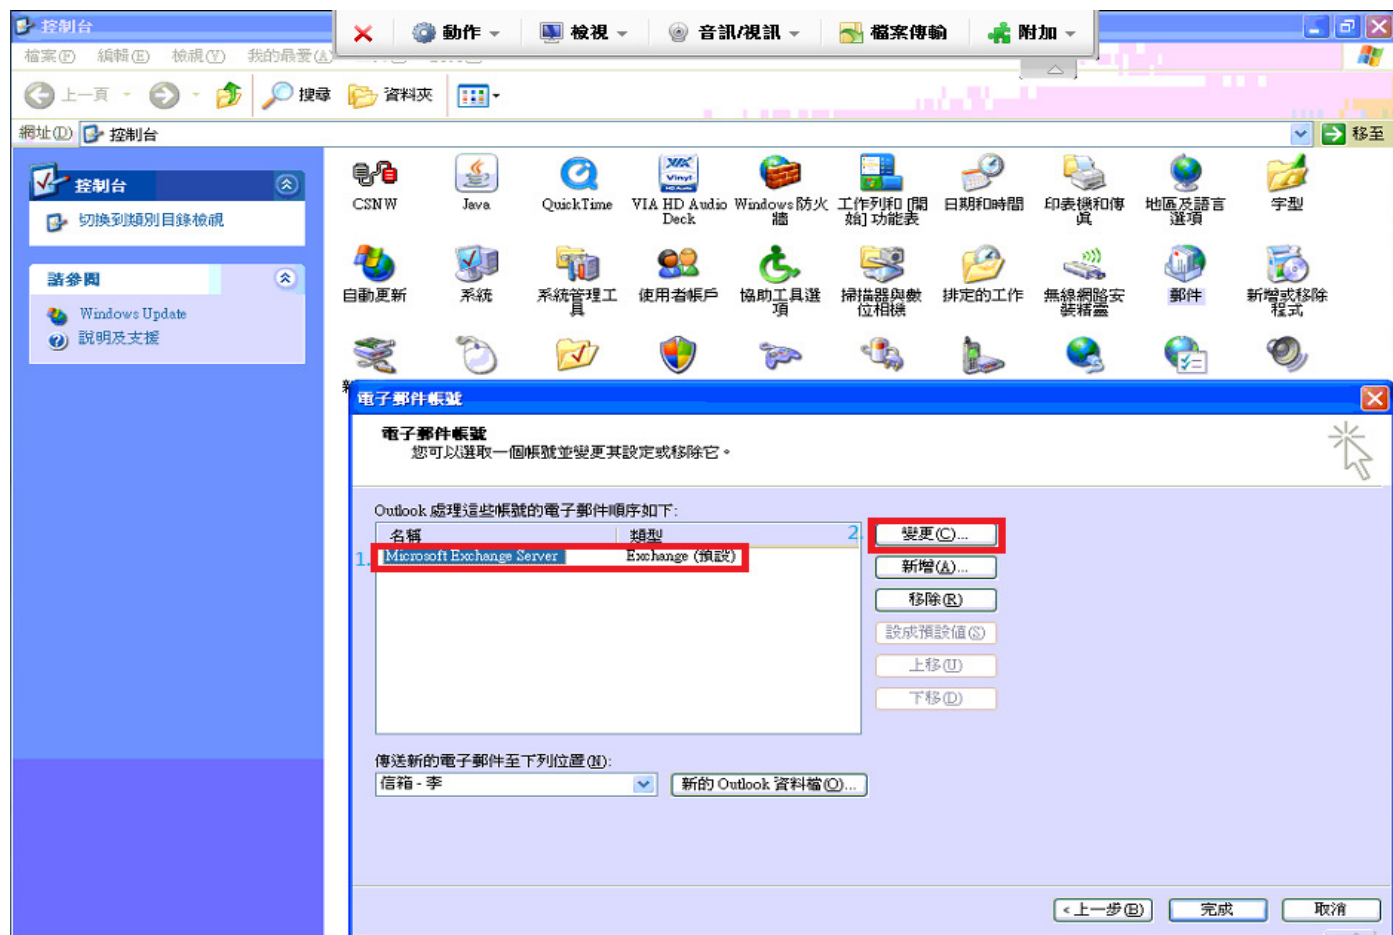 控制台
動作
檢視
音訊/視訊
檔案傳輸
附加
檔案(F) 編輯(E) 檢視(V) 我的最愛(A)
上一頁
搜尋
資料夾
網址(D)
控制台
移至
控制台
切換到類別目錄檢視
請參閱
Windows Update
說明及支援
CSNW
Java
QuickTime
VIA HD Audio Deck
Windows 防火牆
工作列和 [開始] 功能表
日期和時間
印表機和傳真
地區及語言選項
字型
自動更新
系統
系統管理工具
使用者帳戶
協助工具選項
掃描器與數位相機
排定的工作
無線網路安裝精靈
郵件
新增或移除程式
電子郵件帳號
電子郵件帳號
您可以選取一個帳號並變更其設定或移除它。
Outlook 處理這些帳號的電子郵件順序如下:
名稱
類型
1.
Microsoft Exchange Server
Exchange (預設)
2.
變更(C)...
新增(A)...
移除(R)
設成預設值(S)
上移(U)
下移(D)
傳送新的電子郵件至下列位置(N):
信箱 - 李
新的 Outlook 資料檔(O)...
< 上一步(B)
完成
取消